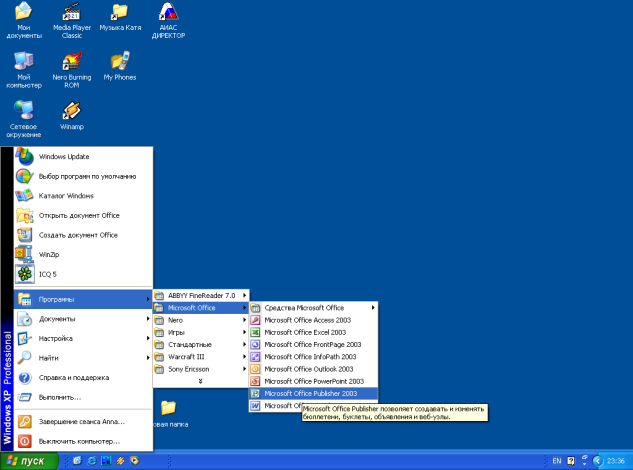 Мои
документы
Media Player
Classic
Музыка Катя
АИАС
ДИРЕКТОР
Мой
компьютер
Nero Burning
ROM
My Phones
Сетевое
окружение
Winamp
Windows Update
Выбор программ по умолчанию
Каталог Windows
Открыть документ Office
Создать документ Office
WinZip
ICQ 5
Программы
Документы
Настройка
Найти
Справка и поддержка
Выполнить...
Завершение сеанса Anna...
Выключить компьютер...
Windows XP Professional
ABBYY FineReader 7.0
Microsoft Office
Nero
Игры
Стандартные
Warcraft III
Sony Ericsson
Средства Microsoft Office
Microsoft Office Access 2003
Microsoft Office Excel 2003
Microsoft Office FrontPage 2003
Microsoft Office InfoPath 2003
Microsoft Office Outlook 2003
Microsoft Office PowerPoint 2003
Microsoft Office Publisher 2003
Microsoft
Microsoft Office Publisher позволяет создавать и изменять
бюллетени, буклеты, объявления и веб-узлы.
папка
пуск
EN
23:36